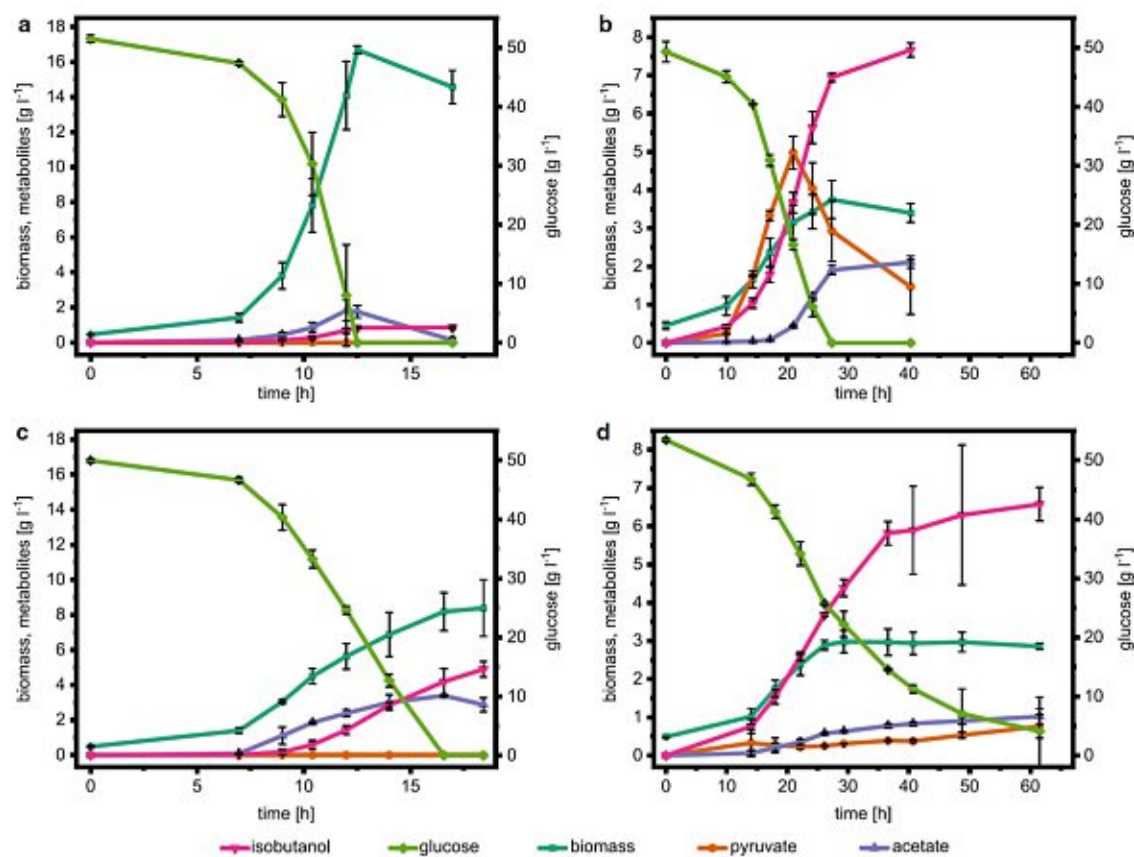 a
18
16
14
12
10
8
6
4
2
0
biomass, metabolites [g l⁻¹]
50
40
30
20
10
0
glucose [g l⁻¹]
0 5 10 15
time [h]
b
8
7
6
5
4
3
2
1
0
biomass, metabolites [g l⁻¹]
50
40
30
20
10
0
glucose [g l⁻¹]
0 10 20 30 40 50 60
time [h]
c
18
16
14
12
10
8
6
4
2
0
biomass, metabolites [g l⁻¹]
50
40
30
20
10
0
glucose [g l⁻¹]
0 5 10 15
time [h]
d
8
7
6
5
4
3
2
1
0
biomass, metabolites [g l⁻¹]
50
40
30
20
10
0
glucose [g l⁻¹]
0 10 20 30 40 50 60
time [h]
isobutanol glucose biomass pyruvate acetate